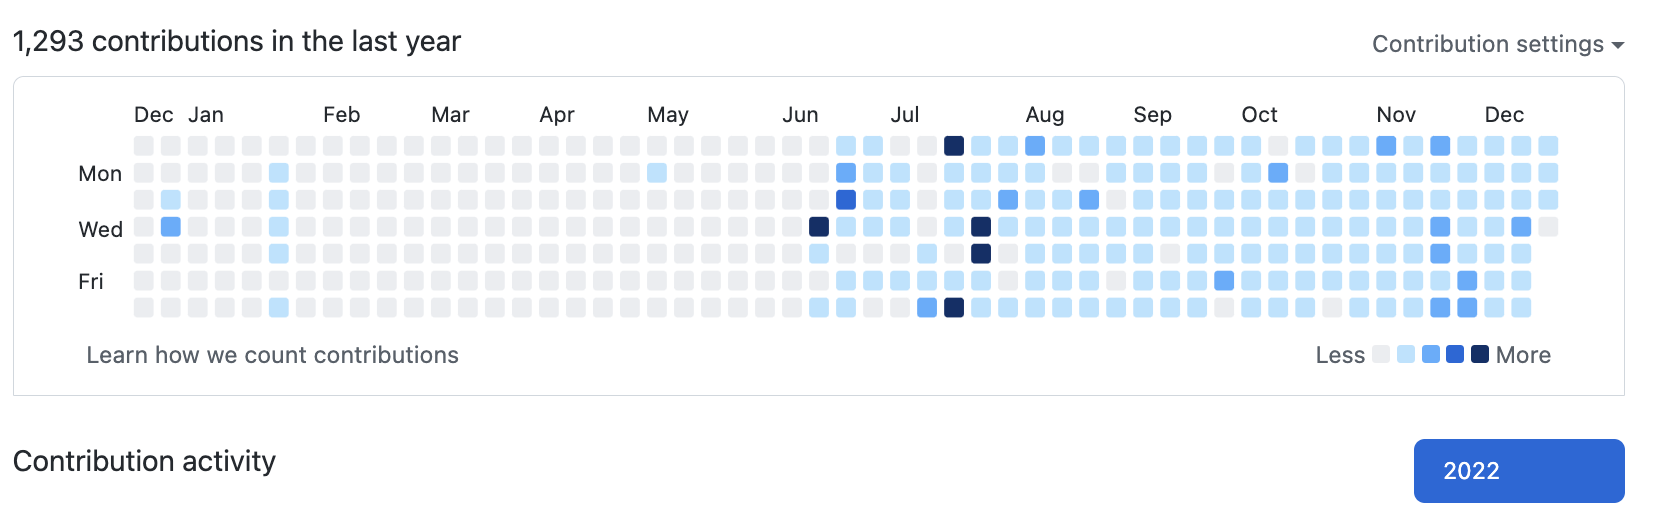 1,293 contributions in the last year
Contribution settings
Dec Jan Feb Mar Apr May Jun Jul Aug Sep Oct Nov Dec
Mon
Wed
Fri
Learn how we count contributions
Less More
Contribution activity
2022